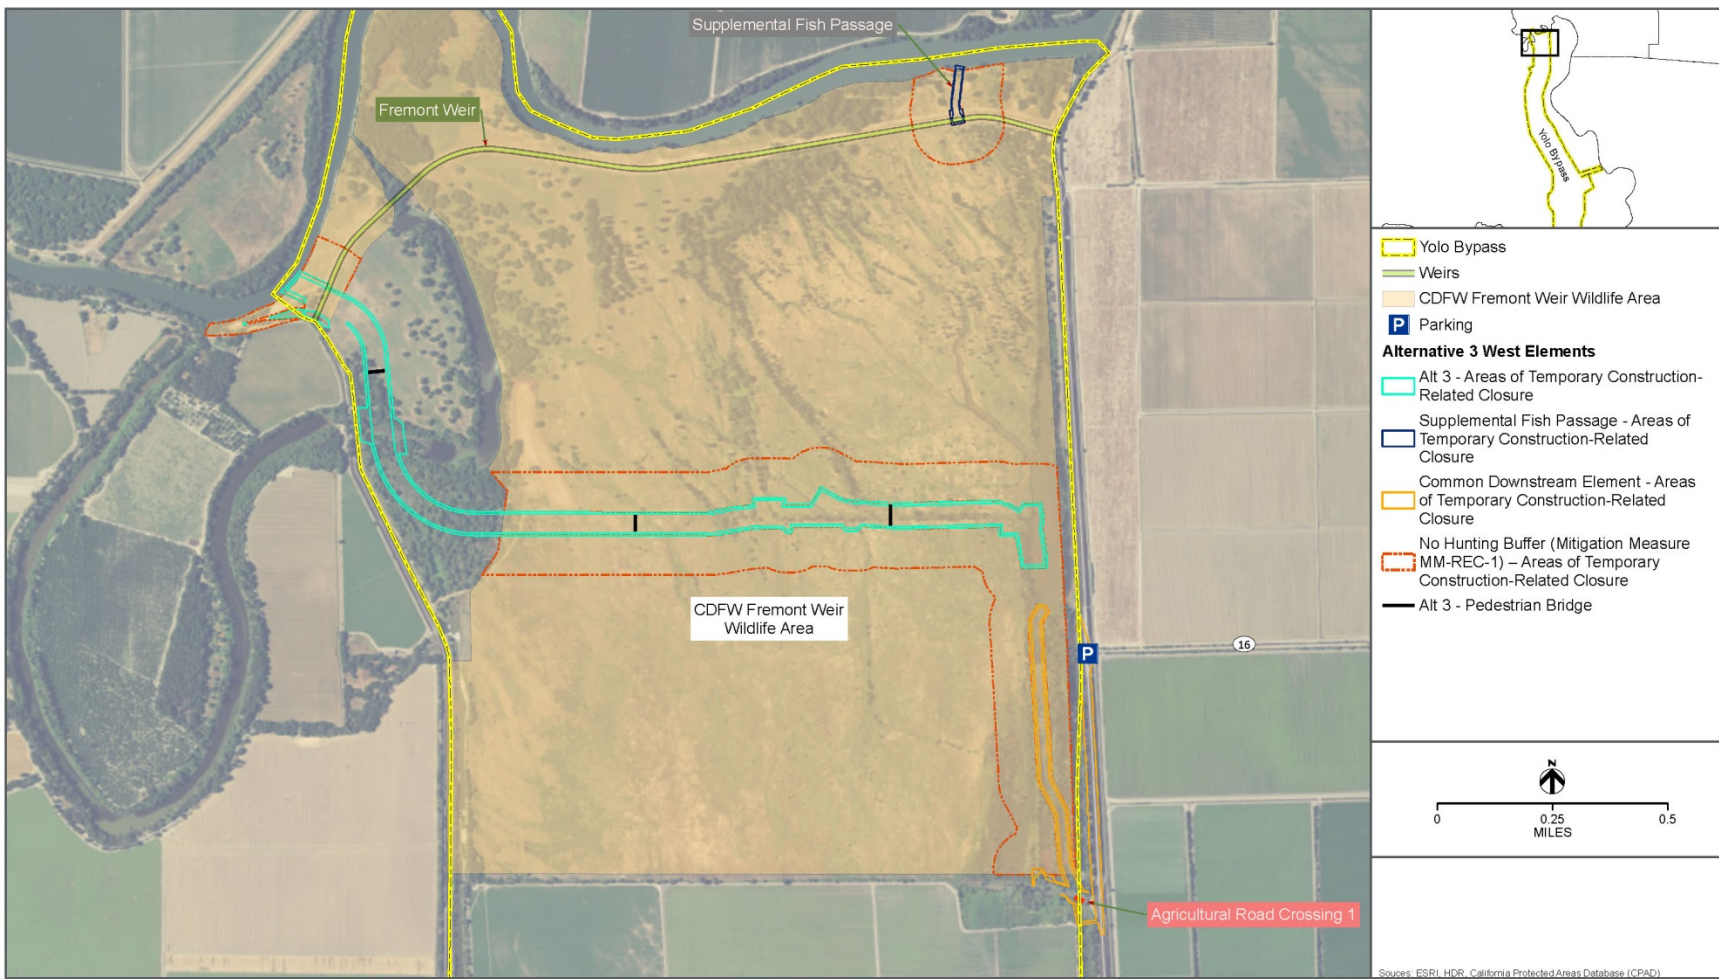 Supplemental Fish Passage
Fremont Weir
CDFW Fremont Weir
Wildlife Area
P
16
Agricultural Road Crossing 1
Yolo Bypass
Yolo Bypass
Weirs
CDFW Fremont Weir Wildlife Area
P Parking
Alternative 3 West Elements
Alt 3 - Areas of Temporary Construction-
Related Closure
Supplemental Fish Passage - Areas of
Temporary Construction-Related
Closure
Common Downstream Element - Areas
of Temporary Construction-Related
Closure
No Hunting Buffer (Mitigation Measure
MM-REC-1) – Areas of Temporary
Construction-Related Closure
Alt 3 - Pedestrian Bridge
N
0 0.25 0.5
MILES
Souces: ESRI, HDR, California Protected Areas Database (CPAD)